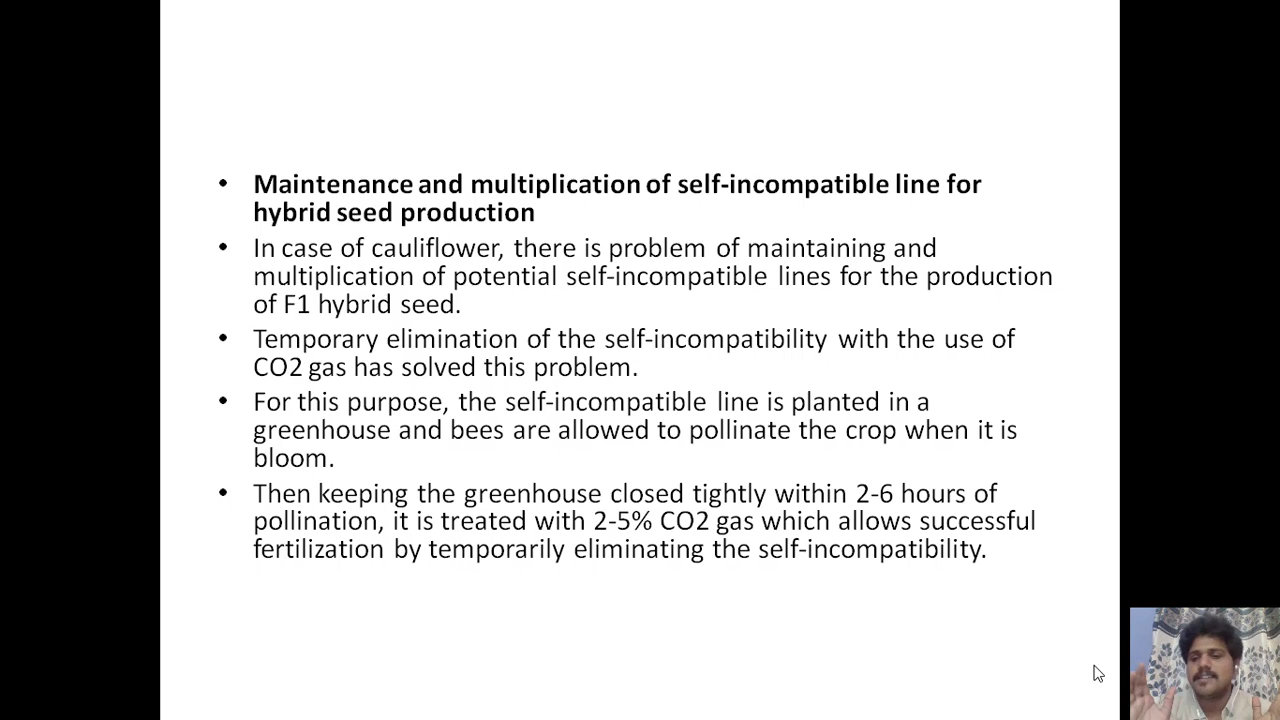 • Maintenance and multiplication of self-incompatible line for
hybrid seed production
• In case of cauliflower, there is problem of maintaining and
multiplication of potential self-incompatible lines for the production
of F1 hybrid seed.
• Temporary elimination of the self-incompatibility with the use of
CO2 gas has solved this problem.
• For this purpose, the self-incompatible line is planted in a
greenhouse and bees are allowed to pollinate the crop when it is
bloom.
• Then keeping the greenhouse closed tightly within 2-6 hours of
pollination, it is treated with 2-5% CO2 gas which allows successful
fertilization by temporarily eliminating the self-incompatibility.